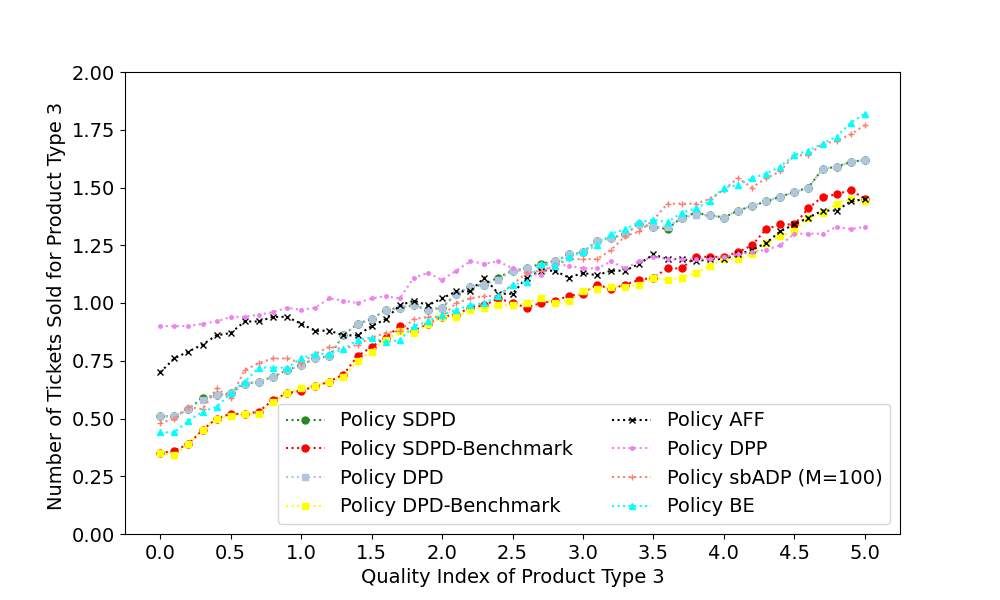 2.00
1.75
1.50
1.25
1.00
0.75
0.50
0.25
0.00
Number of Tickets Sold for Product Type 3
Policy SDPD
Policy SDPD-Benchmark
Policy DPD
Policy DPD-Benchmark
Policy AFF
Policy DPP
Policy sbADP (M=100)
Policy BE
0.0 0.5 1.0 1.5 2.0 2.5 3.0 3.5 4.0 4.5 5.0
Quality Index of Product Type 3